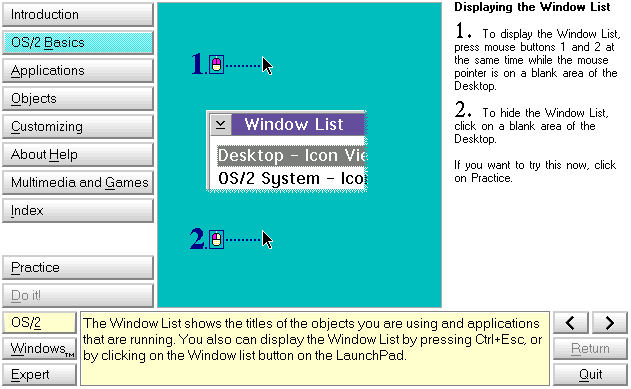 Introduction
OS/2 Basics
Applications
Objects
Customizing
About Help
Multimedia and Games
Index
Practice
Do it!
OS/2
Windows™
Expert
1.
Window List
Desktop - Icon Vie
OS/2 System - Ico
2.
Displaying the Window List
1. To display the Window List,
press mouse buttons 1 and 2 at
the same time while the mouse
pointer is on a blank area of the
Desktop.
2. To hide the Window List,
click on a blank area of the
Desktop.
If you want to try this now, click
on Practice.
The Window List shows the titles of the objects you are using and applications
that are running. You also can display the Window List by pressing Ctrl+Esc, or
by clicking on the Window list button on the LaunchPad.
Return
Quit